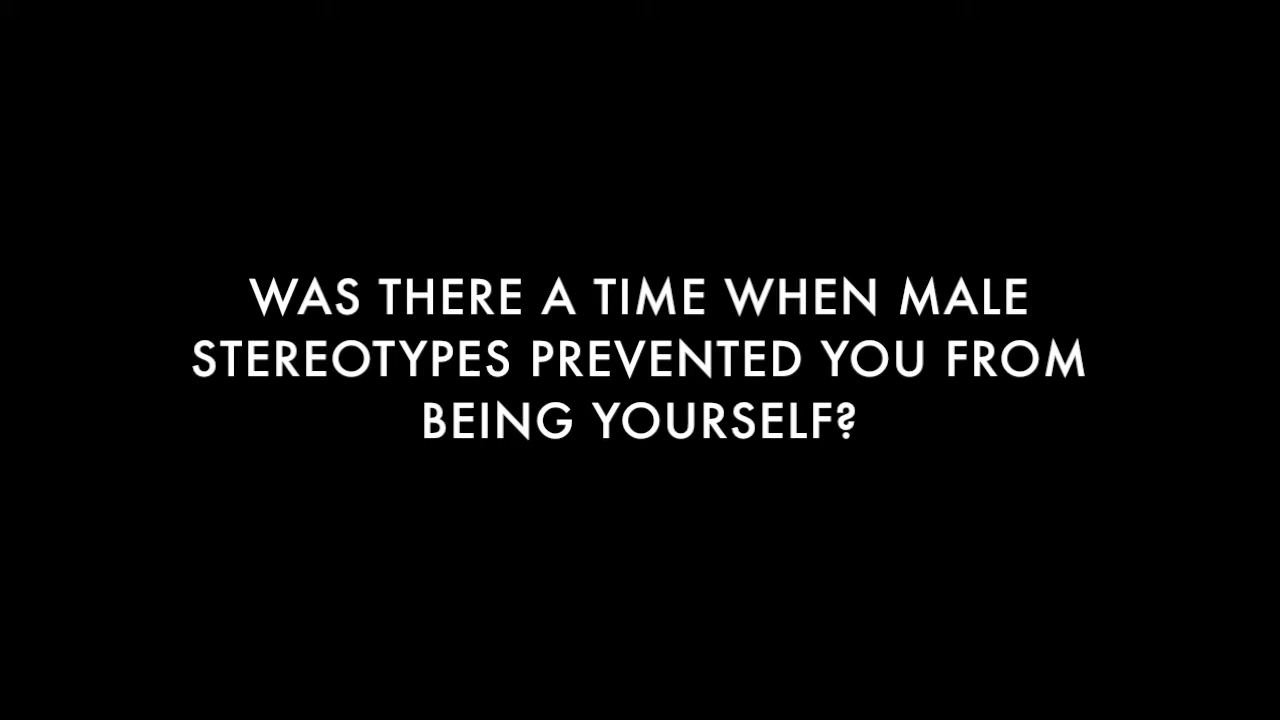 WAS THERE A TIME WHEN MALE
STEREOTYPES PREVENTED YOU FROM
BEING YOURSELF?